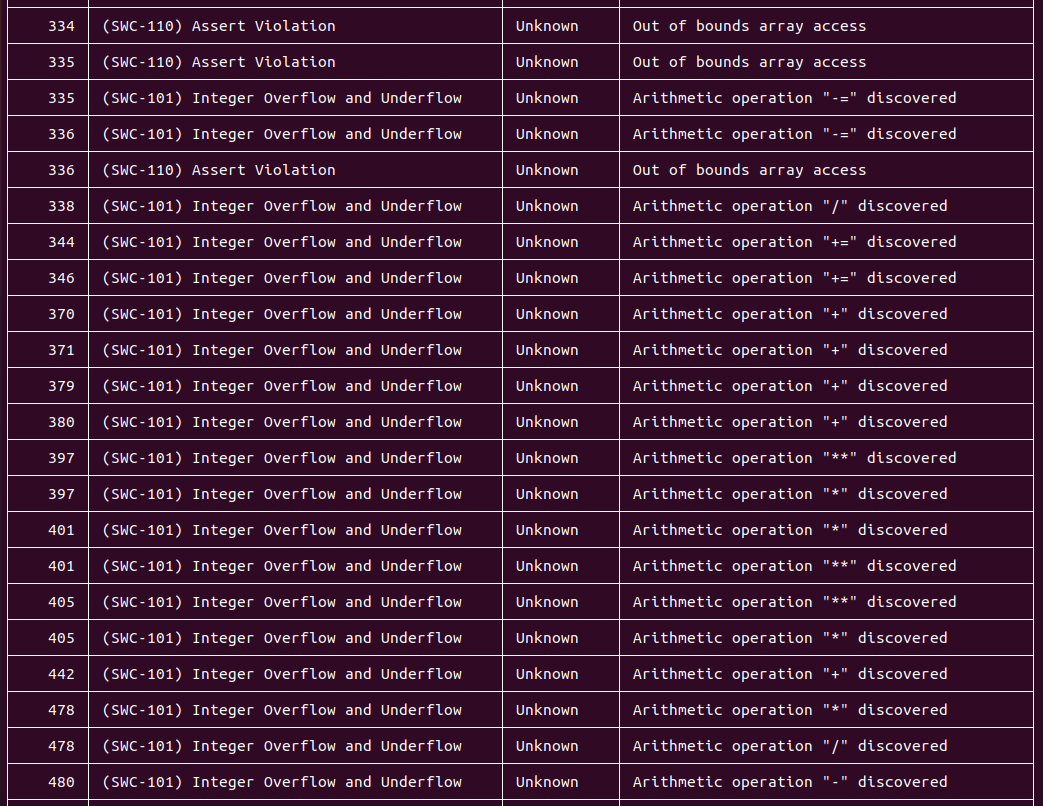 334 (SWC-110) Assert Violation Unknown Out of bounds array access
335 (SWC-110) Assert Violation Unknown Out of bounds array access
335 (SWC-101) Integer Overflow and Underflow Unknown Arithmetic operation "-=" discovered
336 (SWC-101) Integer Overflow and Underflow Unknown Arithmetic operation "-=" discovered
336 (SWC-110) Assert Violation Unknown Out of bounds array access
338 (SWC-101) Integer Overflow and Underflow Unknown Arithmetic operation "/" discovered
344 (SWC-101) Integer Overflow and Underflow Unknown Arithmetic operation "+=" discovered
346 (SWC-101) Integer Overflow and Underflow Unknown Arithmetic operation "+=" discovered
370 (SWC-101) Integer Overflow and Underflow Unknown Arithmetic operation "+" discovered
371 (SWC-101) Integer Overflow and Underflow Unknown Arithmetic operation "+" discovered
379 (SWC-101) Integer Overflow and Underflow Unknown Arithmetic operation "+" discovered
380 (SWC-101) Integer Overflow and Underflow Unknown Arithmetic operation "+" discovered
397 (SWC-101) Integer Overflow and Underflow Unknown Arithmetic operation "**" discovered
397 (SWC-101) Integer Overflow and Underflow Unknown Arithmetic operation "*" discovered
401 (SWC-101) Integer Overflow and Underflow Unknown Arithmetic operation "*" discovered
401 (SWC-101) Integer Overflow and Underflow Unknown Arithmetic operation "**" discovered
405 (SWC-101) Integer Overflow and Underflow Unknown Arithmetic operation "**" discovered
405 (SWC-101) Integer Overflow and Underflow Unknown Arithmetic operation "*" discovered
442 (SWC-101) Integer Overflow and Underflow Unknown Arithmetic operation "+" discovered
478 (SWC-101) Integer Overflow and Underflow Unknown Arithmetic operation "*" discovered
478 (SWC-101) Integer Overflow and Underflow Unknown Arithmetic operation "/" discovered
480 (SWC-101) Integer Overflow and Underflow Unknown Arithmetic operation "-" discovered